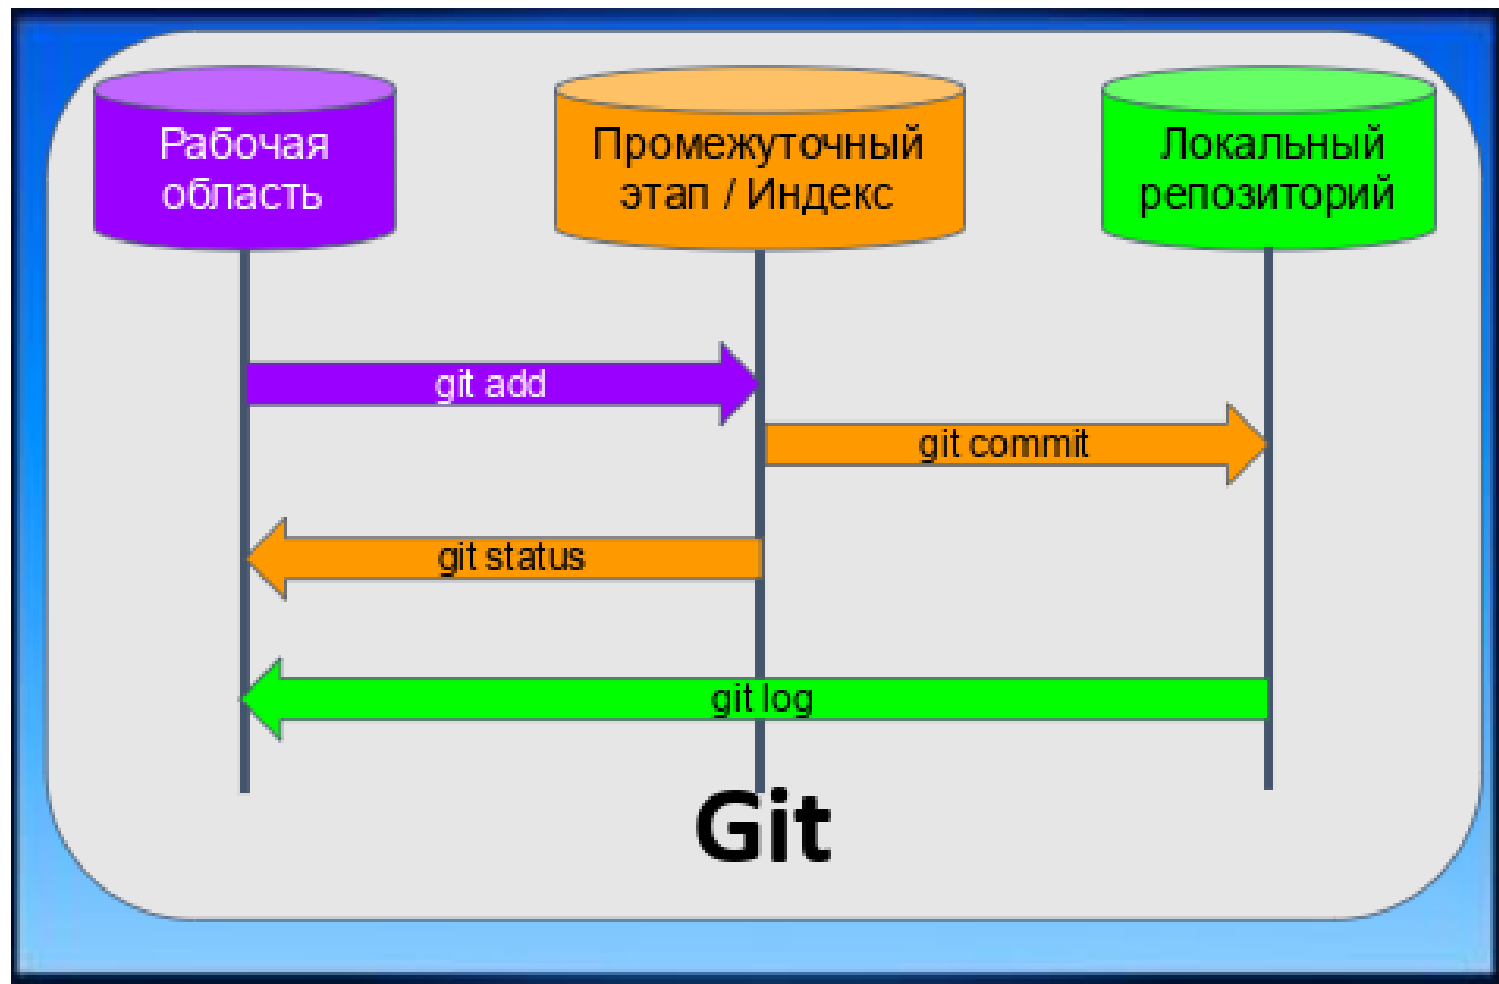 Рабочая
область
Промежуточный
этап / Индекс
Локальный
репозиторий
git add
git commit
git status
git log
Git